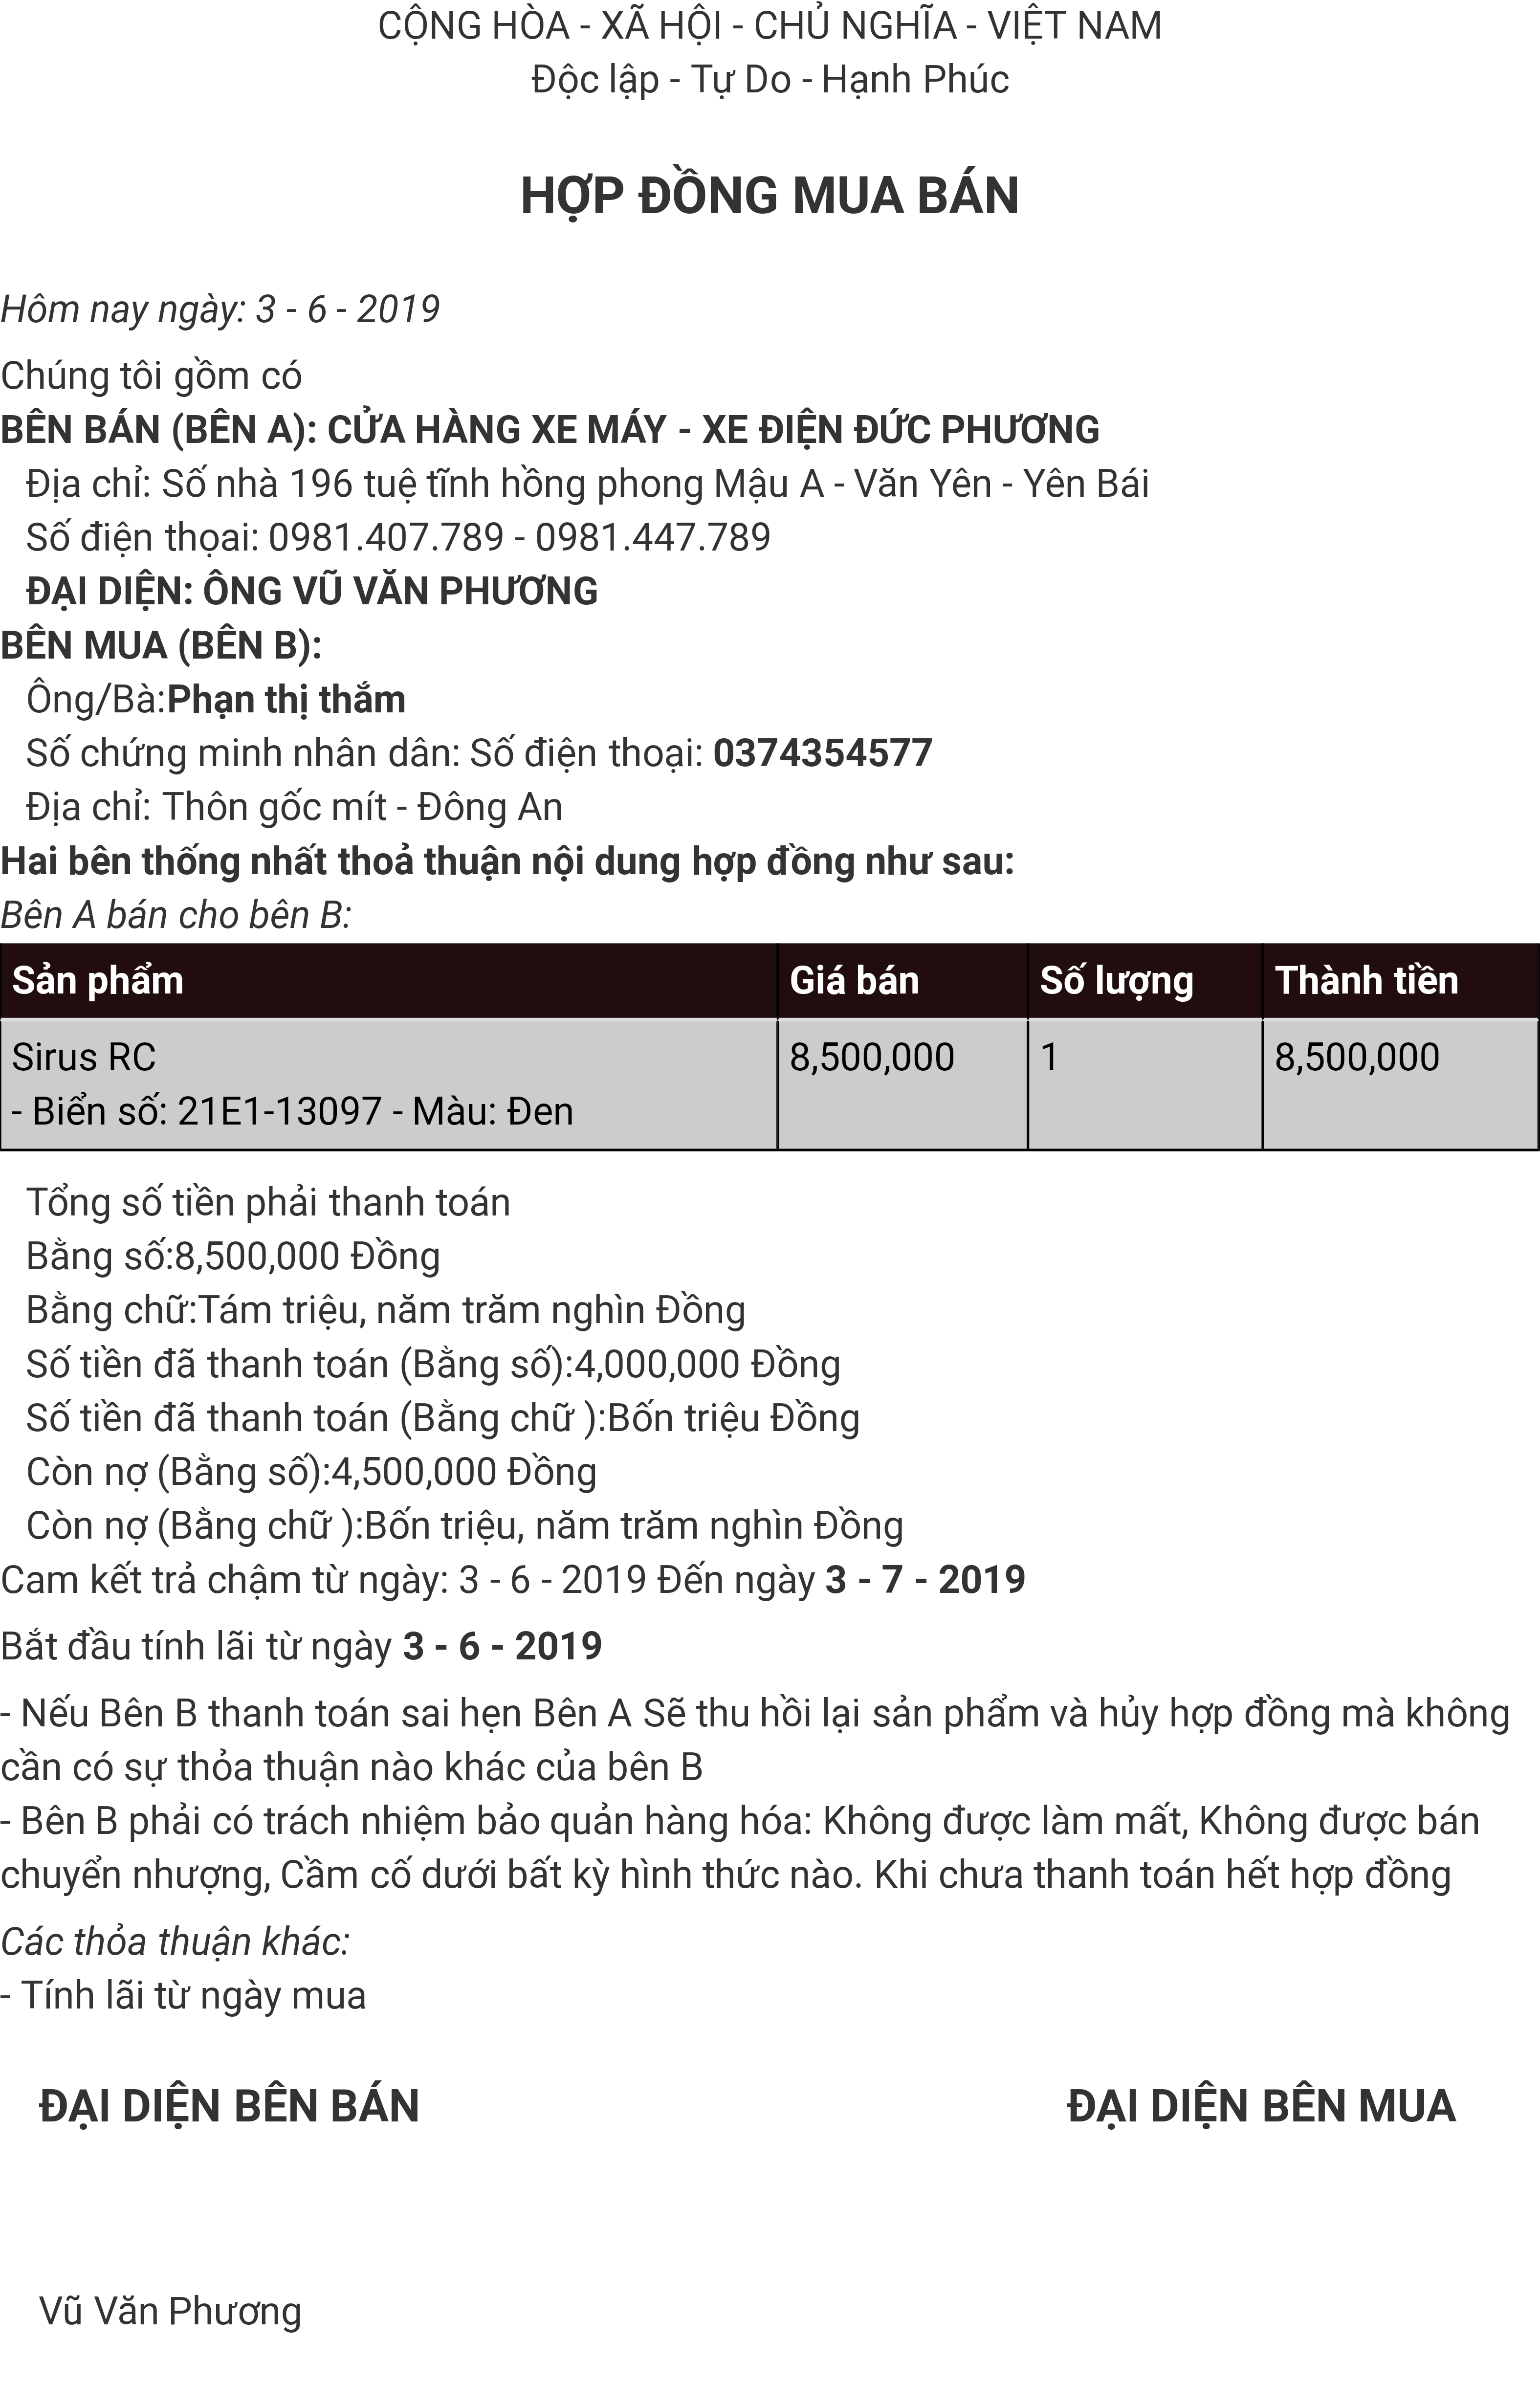 CỘNG HÒA - XÃ HỘI - CHỦ NGHĨA - VIỆT NAM
Độc lập - Tự Do - Hạnh Phúc
HỢP ĐỒNG MUA BÁN
Hôm nay ngày: 3 - 6 - 2019
Chúng tôi gồm có
BÊN BÁN (BÊN A): CỬA HÀNG XE MÁY - XE ĐIỆN ĐỨC PHƯƠNG
Địa chỉ: Số nhà 196 tuệ tĩnh hồng phong Mậu A - Văn Yên - Yên Bái
Số điện thọai: 0981.407.789 - 0981.447.789
ĐẠI DIỆN: ÔNG VŨ VĂN PHƯƠNG
BÊN MUA (BÊN B):
Ông/Bà:Phạn thị thắm
Số chứng minh nhân dân: Số điện thoại: 0374354577
Địa chỉ: Thôn gốc mít - Đông An
Hai bên thống nhất thoả thuận nội dung hợp đồng như sau:
Bên A bán cho bên B:
Sản phẩm Giá bán Số lượng Thành tiền
Sirus RC 8,500,000 1 8,500,000
- Biển số: 21E1-13097 - Màu: Đen
Tổng số tiền phải thanh toán
Bằng số:8,500,000 Đồng
Bằng chữ:Tám triệu, năm trăm nghìn Đồng
Số tiền đã thanh toán (Bằng số):4,000,000 Đồng
Số tiền đã thanh toán (Bằng chữ ):Bốn triệu Đồng
Còn nợ (Bằng số):4,500,000 Đồng
Còn nợ (Bằng chữ ):Bốn triệu, năm trăm nghìn Đồng
Cam kết trả chậm từ ngày: 3 - 6 - 2019 Đến ngày 3 - 7 - 2019
Bắt đầu tính lãi từ ngày 3 - 6 - 2019
- Nếu Bên B thanh toán sai hẹn Bên A Sẽ thu hồi lại sản phẩm và hủy hợp đồng mà không
cần có sự thỏa thuận nào khác của bên B
- Bên B phải có trách nhiệm bảo quản hàng hóa: Không được làm mất, Không được bán
chuyển nhượng, Cầm cố dưới bất kỳ hình thức nào. Khi chưa thanh toán hết hợp đồng
Các thỏa thuận khác:
- Tính lãi từ ngày mua
ĐẠI DIỆN BÊN BÁN ĐẠI DIỆN BÊN MUA
Vũ Văn Phương